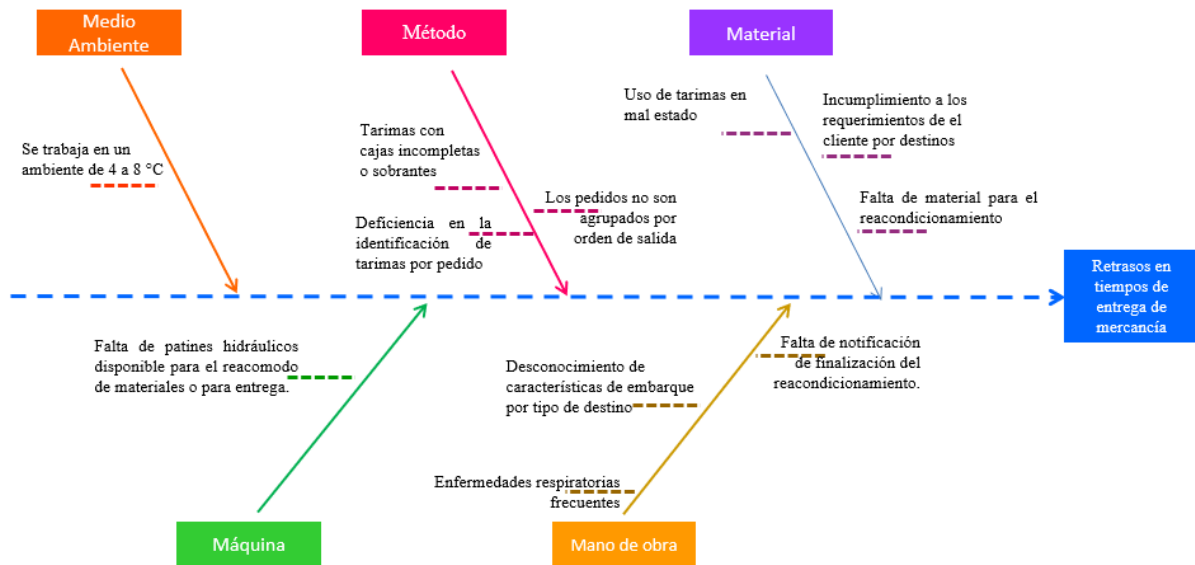 Medio
Ambiente
Método
Material
Se trabaja en un
ambiente de 4 a 8 °C
Tarimas con
cajas incompletas
o sobrantes
Los pedidos no son
agrupados por
orden de salida
Deficiencia en la
identificación de
tarimas por pedido
Uso de tarimas en
mal estado
Incumplimiento a los
requerimientos de el
cliente por destinos
Falta de material para el
reacondicionamiento
Retrasos en
tiempos de
entrega de
mercancía
Falta de patines hidráulicos
disponible para el reacomodo
de materiales o para entrega.
Desconocimiento de
características de embarque
por tipo de destino
Falta de notificación
de finalización del
reacondicionamiento.
Enfermedades respiratorias
frecuentes
Máquina
Mano de obra